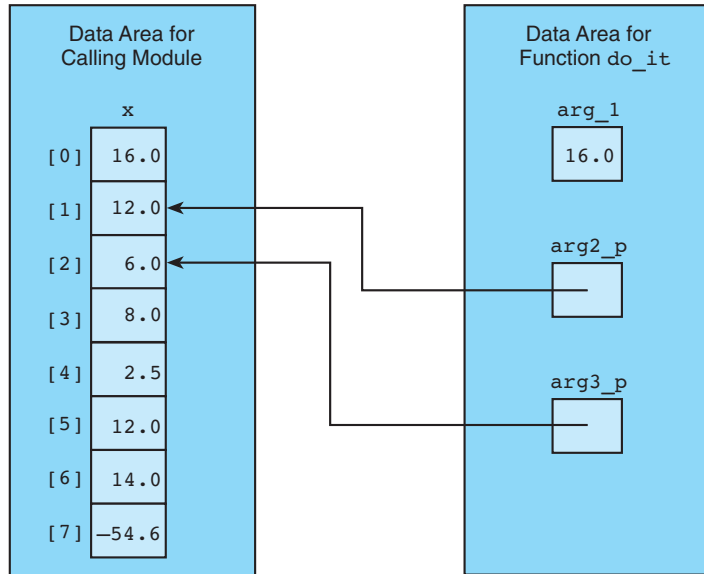 Data Area for
Calling Module
x
[0] 16.0
[1] 12.0
[2] 6.0
[3] 8.0
[4] 2.5
[5] 12.0
[6] 14.0
[7] –54.6
Data Area for
Function do_it
arg_1
16.0
arg2_p
arg3_p